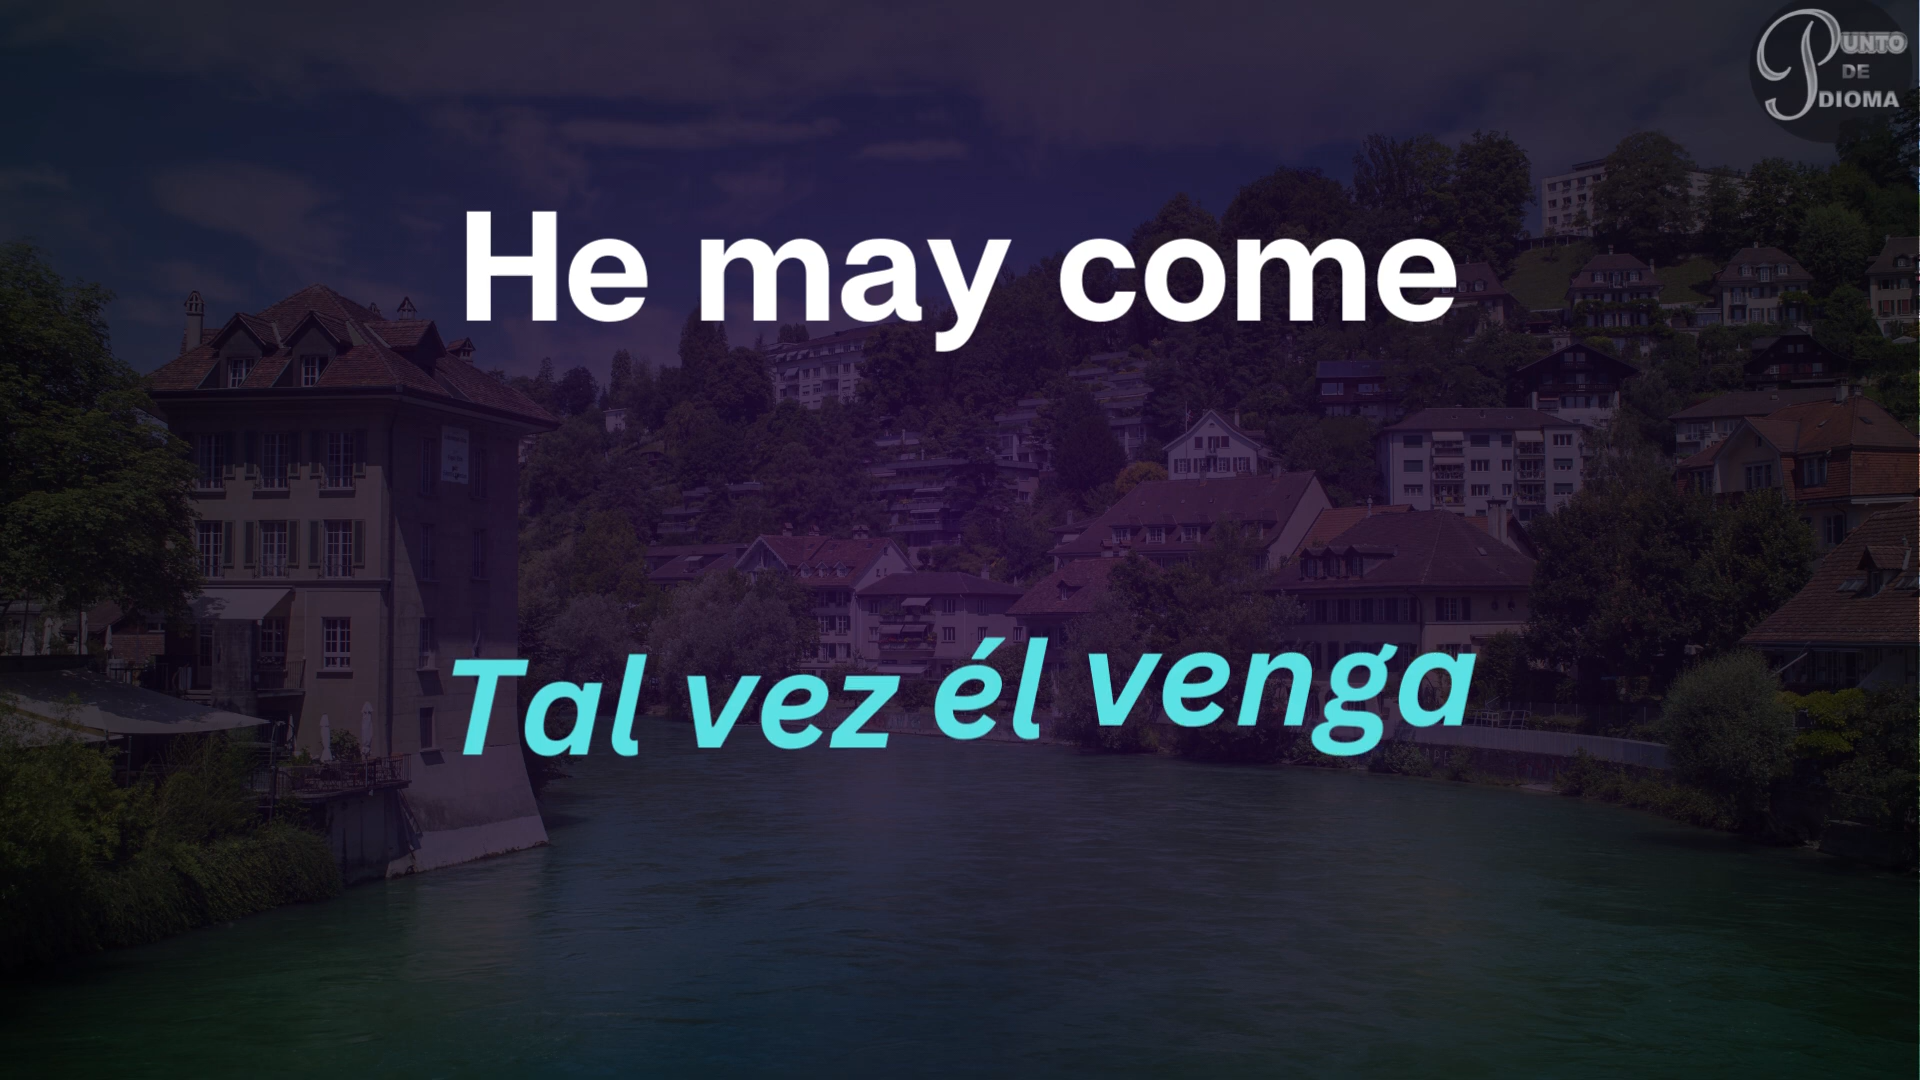 PUNTO
DE
IDIOMA
He may come
Tal vez él venga